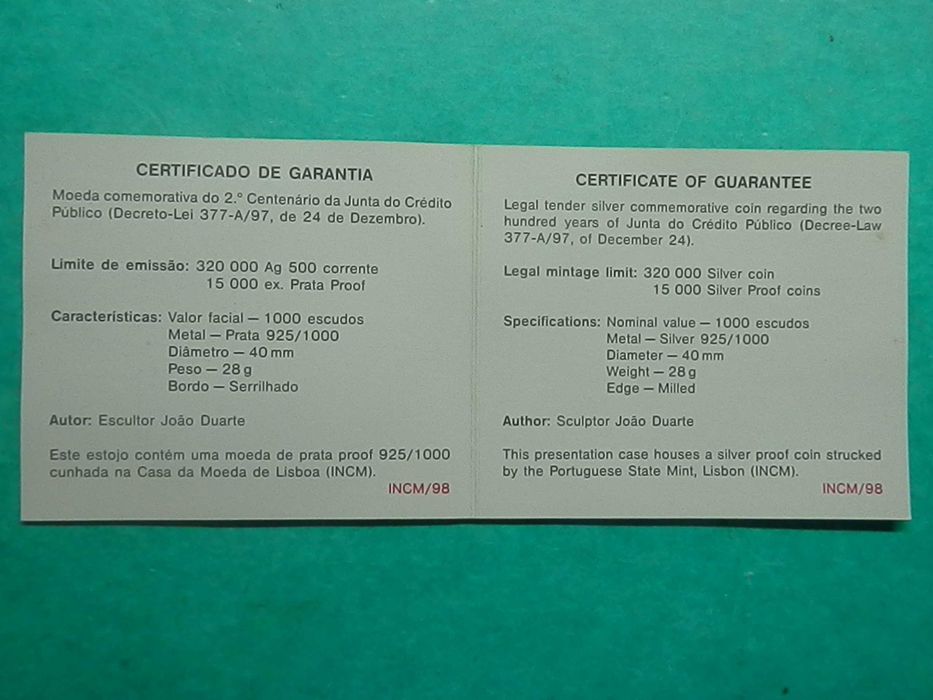 CERTIFICADO DE GARANTIA
Moeda comemorativa do 2.º Centenário da Junta do Crédito
Público (Decreto-Lei 377-A/97, de 24 de Dezembro).
Limite de emissão: 320 000 Ag 500 corrente
15 000 ex. Prata Proof
Características: Valor facial — 1000 escudos
Metal — Prata 925/1000
Diâmetro — 40 mm
Peso — 28 g
Bordo — Serrilhado
Autor: Escultor João Duarte
Este estojo contém uma moeda de prata proof 925/1000
cunhada na Casa da Moeda de Lisboa (INCM).
INCM/98
CERTIFICATE OF GUARANTEE
Legal tender silver commemorative coin regarding the two
hundred years of Junta do Crédito Público (Decree-Law
377-A/97, of December 24).
Legal mintage limit: 320 000 Silver coin
15 000 Silver Proof coins
Specifications: Nominal value — 1000 escudos
Metal — Silver 925/1000
Diameter — 40 mm
Weight — 28 g
Edge — Milled
Author: Sculptor João Duarte
This presentation case houses a silver proof coin strucked
by the Portuguese State Mint, Lisbon (INCM).
INCM/98